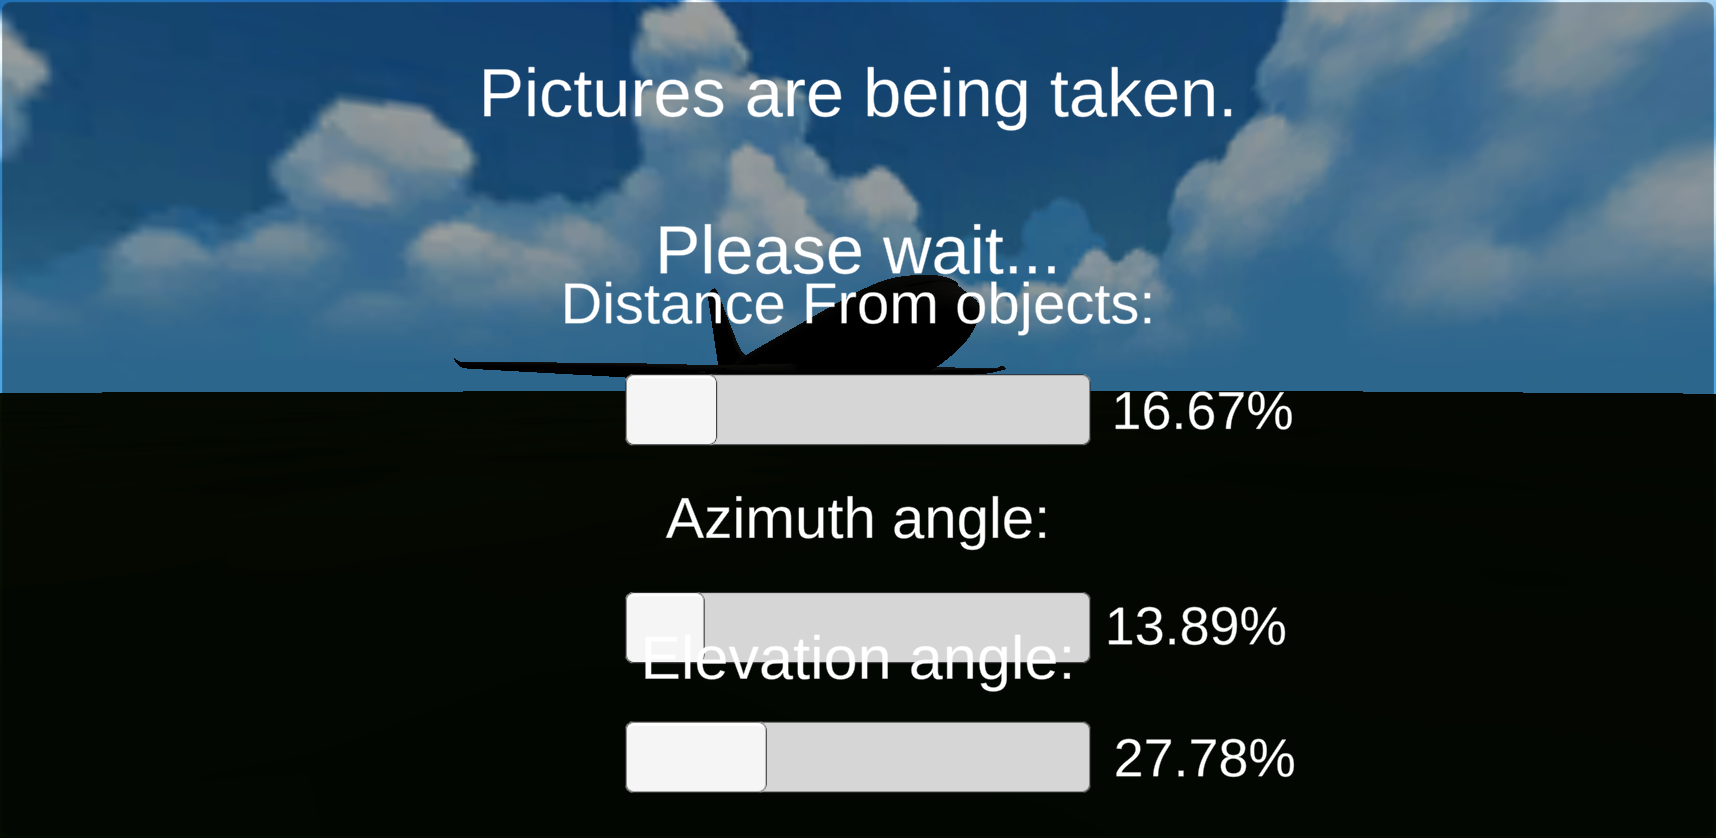 Pictures are being taken.
Please wait...
Distance From objects:
16.67%
Azimuth angle:
13.89%
Elevation angle:
27.78%